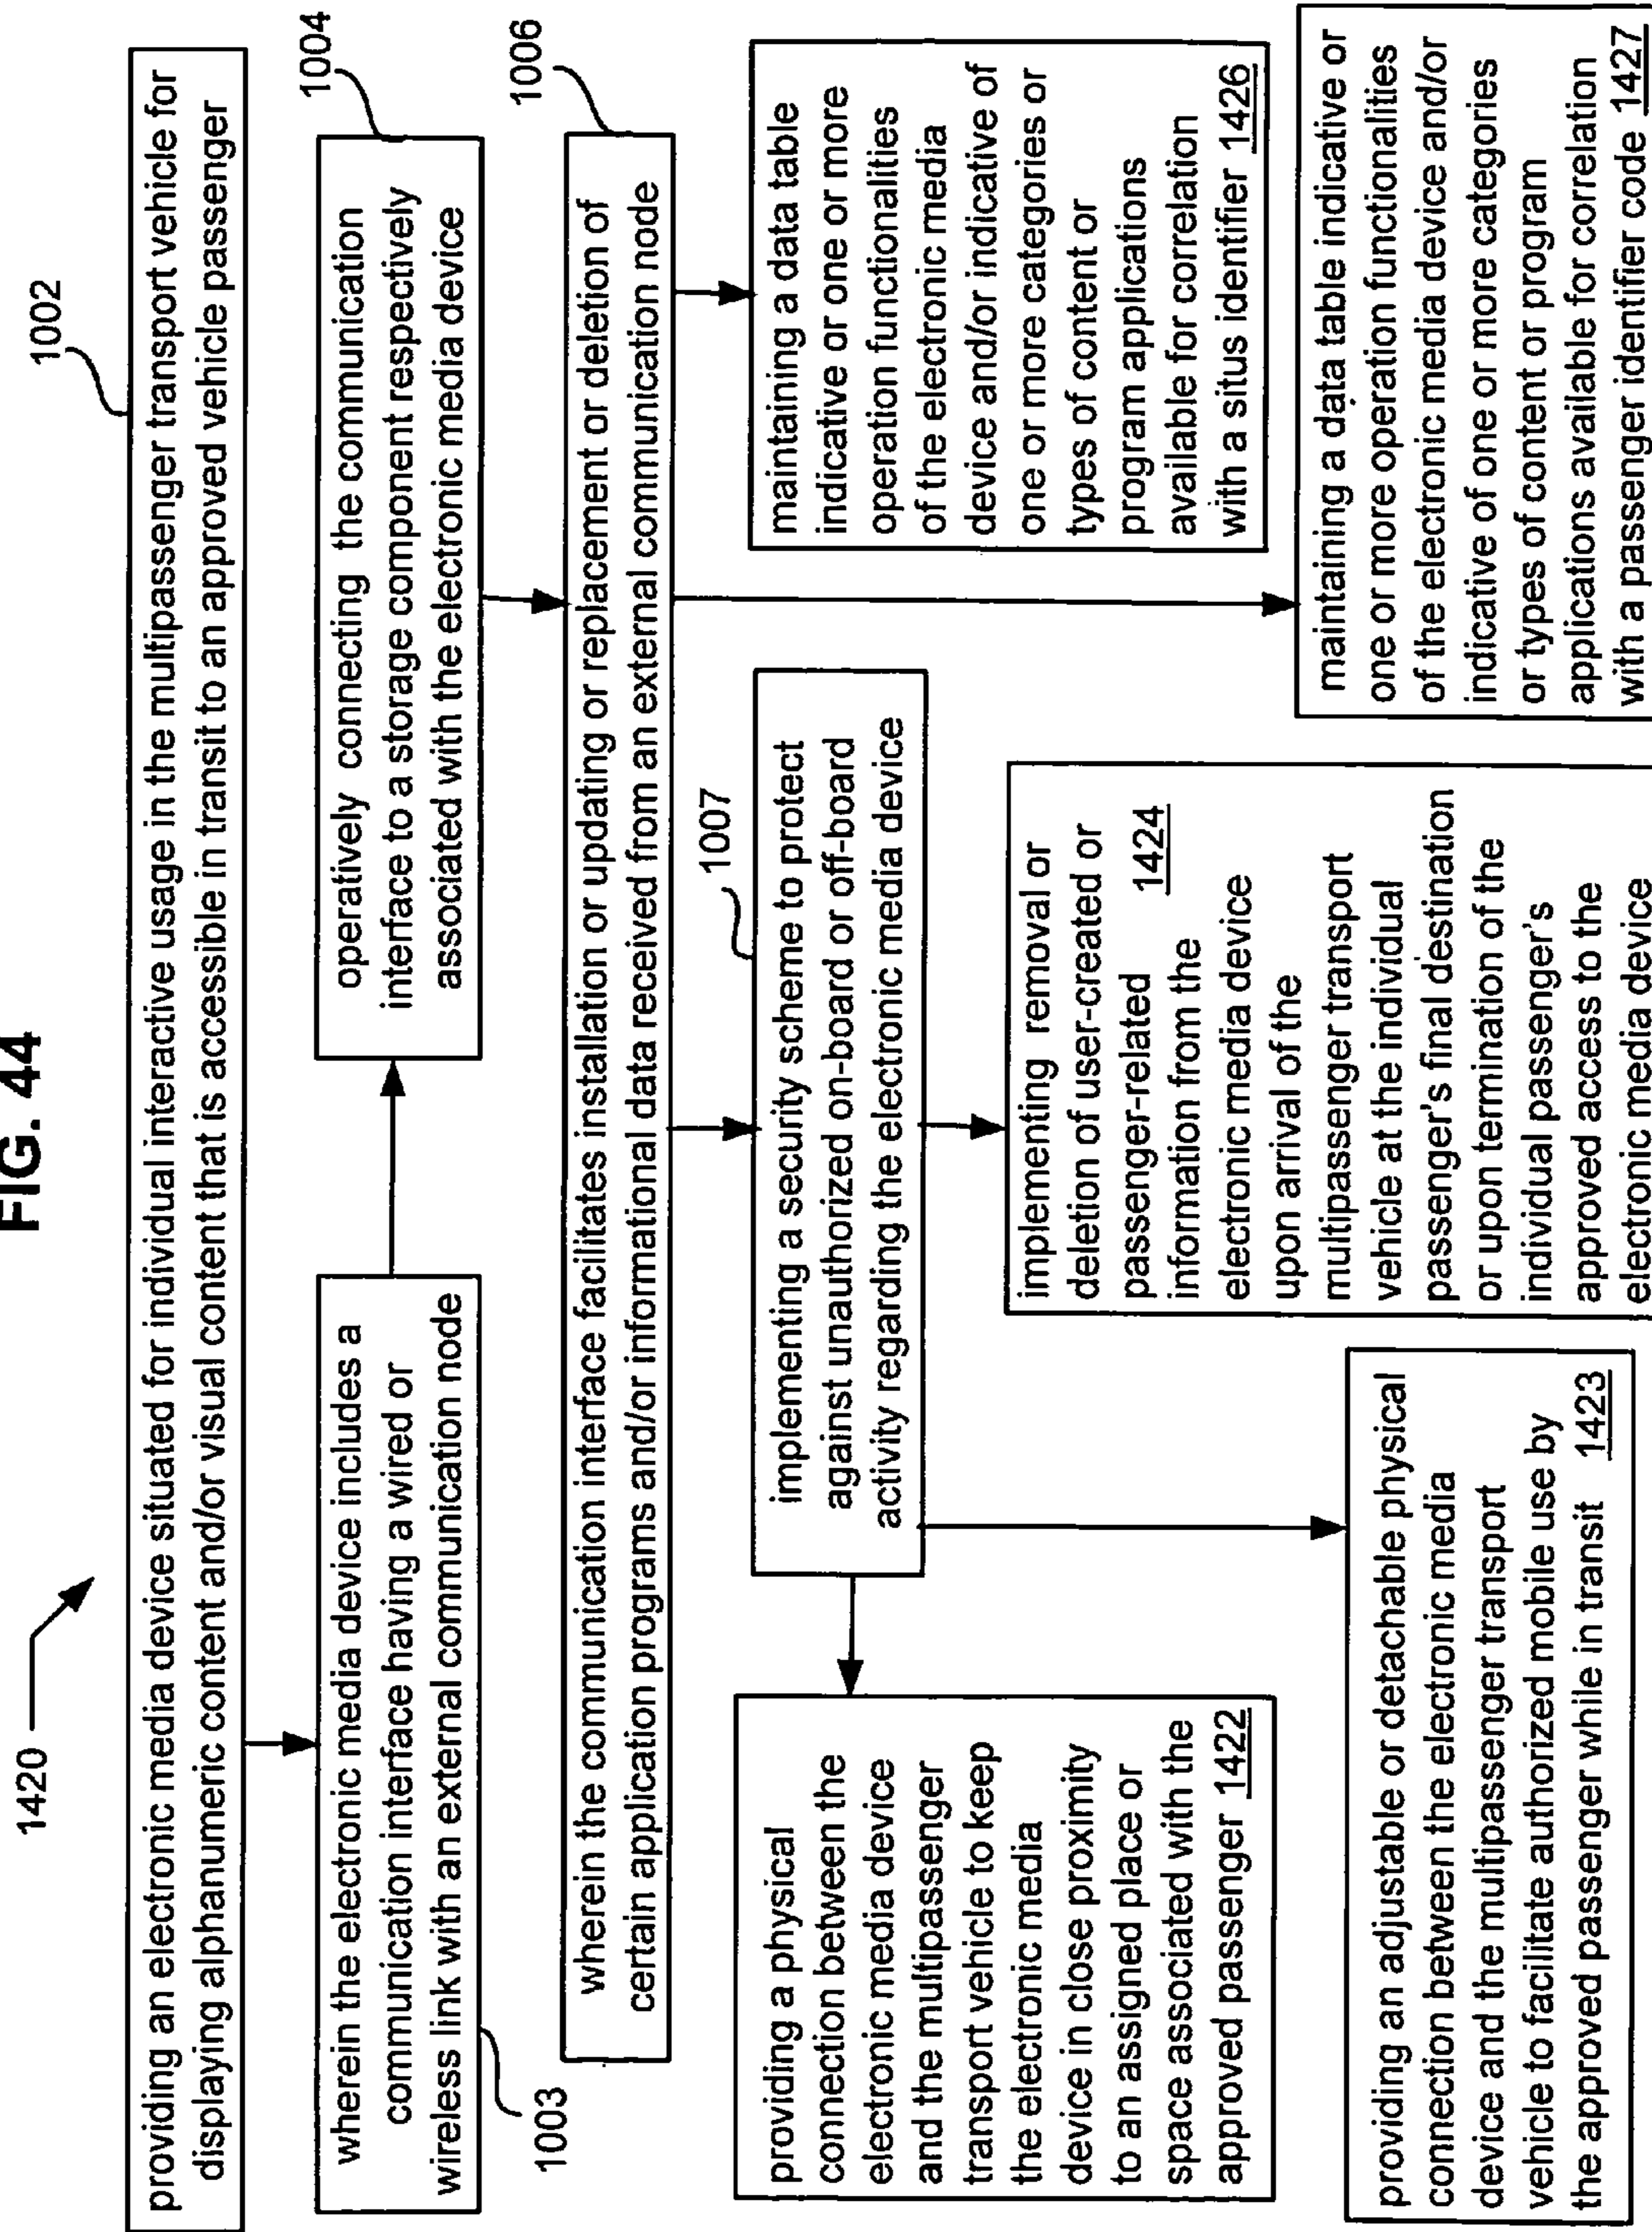 FIG. 44
1420
1002
providing an electronic media device situated for individual interactive usage in the multipassenger transport vehicle for
displaying alphanumeric content and/or visual content that is accessible in transit to an approved vehicle passenger
wherein the electronic media device includes a
communication interface having a wired or
wireless link with an external communication node
1003
1004
operatively connecting the communication
interface to a storage component respectively
associated with the electronic media device
1006
wherein the communication interface facilitates installation or updating or replacement or deletion of
certain application programs and/or informational data received from an external communication node
1007
implementing a security scheme to protect
against unauthorized on-board or off-board
activity regarding the electronic media device
maintaining a data table
indicative or one or more
operation functionalities
of the electronic media
device and/or indicative of
one or more categories or
types of content or
program applications
available for correlation
with a situs identifier 1426
providing a physical
connection between the
electronic media device
and the multipassenger
transport vehicle to keep
the electronic media
device in close proximity
to an assigned place or
space associated with the
approved passenger 1422
implementing removal or
deletion of user-created or
passenger-related 1424
information from the
electronic media device
upon arrival of the
multipassenger transport
vehicle at the individual
passenger's final destination
or upon termination of the
individual passenger's
approved access to the
electronic media device
maintaining a data table indicative or
one or more operation functionalities
of the electronic media device and/or
indicative of one or more categories
or types of content or program
applications available for correlation
with a passenger identifier code 1427
providing an adjustable or detachable physical
connection between the electronic media
device and the multipassenger transport
vehicle to facilitate authorized mobile use by
the approved passenger while in transit 1423